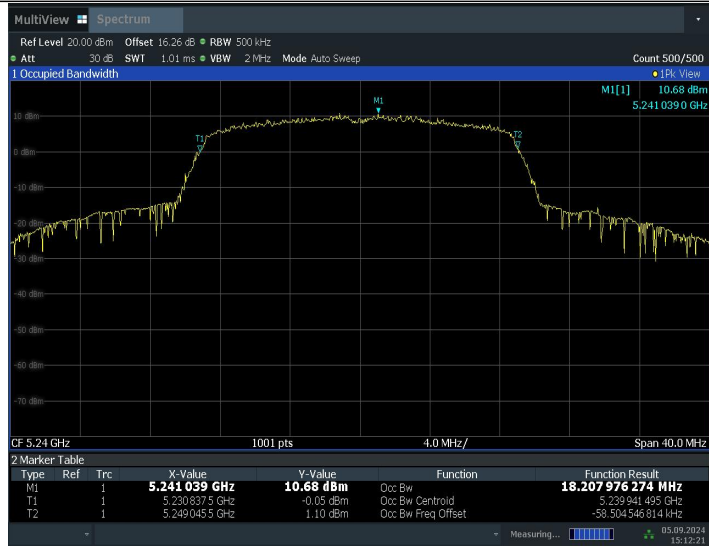 MultiView Spectrum
Ref Level 20.00 dBm Offset 16.26 dB RBW 500 kHz
Att 30 dB SWT 1.01 ms VBW 2 MHz Mode Auto Sweep Count 500/500
1 Occupied Bandwidth 1Pk View
M1[1] 10.68 dBm
5.241 039 0 GHz
M1
10 dBm
T1 T2
0 dBm
-10 dBm
-20 dBm
-30 dBm
-50 dBm
-60 dBm
-70 dBm
CF 5.24 GHz 1001 pts 4.0 MHz/ Span 40.0 MHz
2 Marker Table
Type Ref Trc X-Value Y-Value Function Function Result
M1 1 5.241 039 GHz 10.68 dBm Occ Bw 18.207 976 274 MHz
T1 1 5.230 837 5 GHz -0.05 dBm Occ Bw Centroid 5.239 941 495 GHz
T2 1 5.249 045 5 GHz 1.10 dBm Occ Bw Freq Offset -58.504 546 814 kHz
Measuring... 05.09.2024
15:12:21